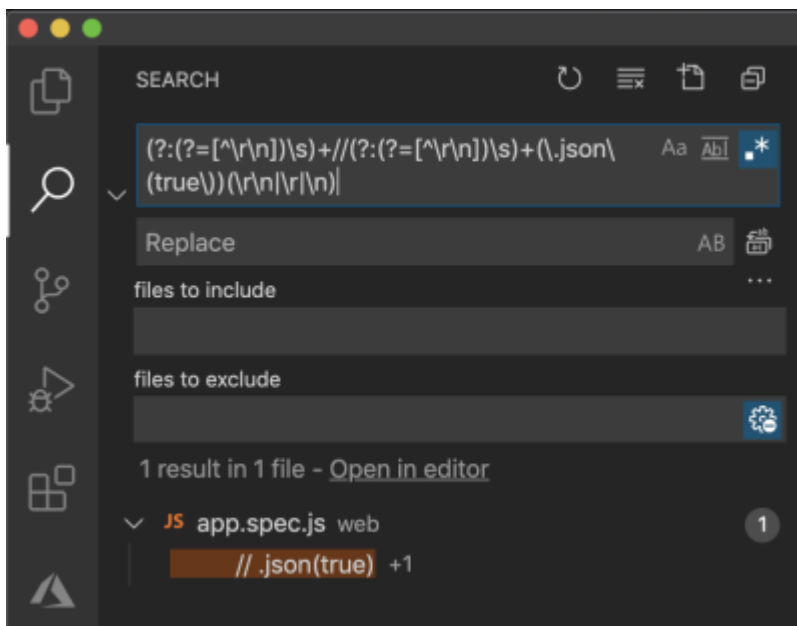 SEARCH
(?:(?=[^\r\n])\s)+//(?:(?=[^\r\n])\s)+(\.json\
(true\))(\r\n|\r|\n)
Aa Abl .*
Replace
AB
files to include
files to exclude
1 result in 1 file - Open in editor
JS app.spec.js web
1
// .json(true) +1